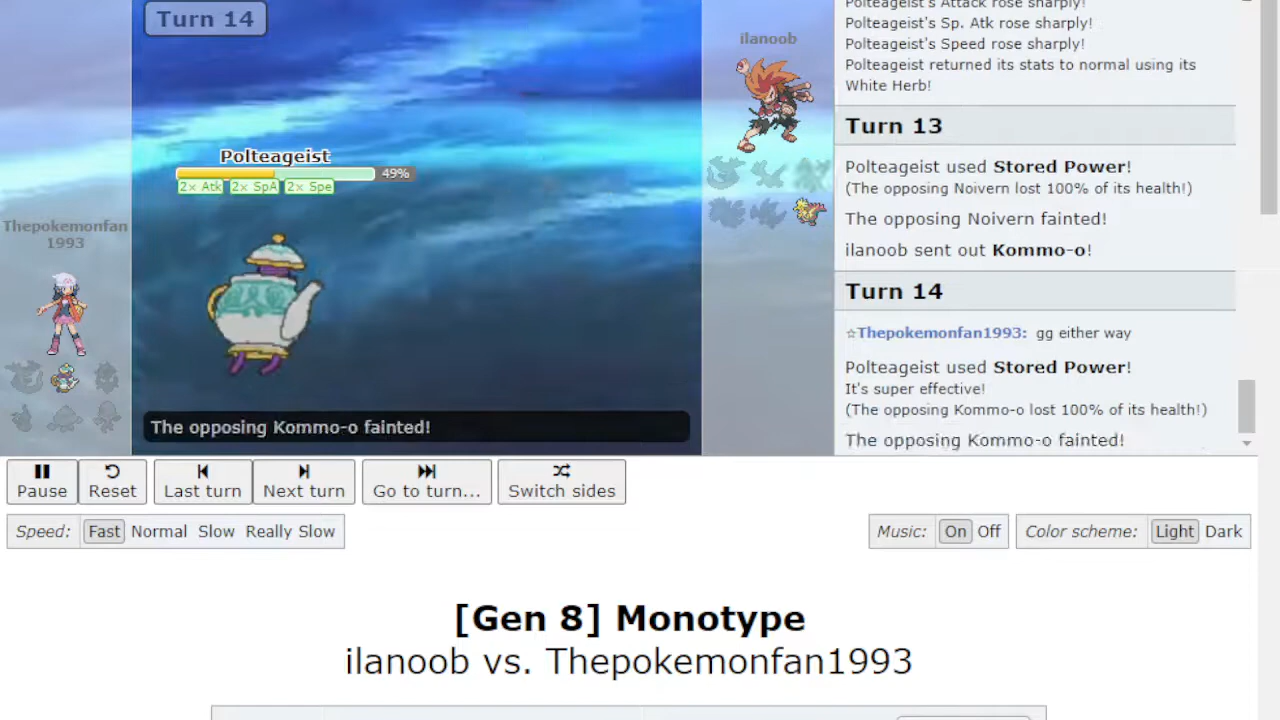 Turn 14
Polteageist
49%
2× Atk 2× SpA 2× Spe
Thepokemonfan
1993
The opposing Kommo-o fainted!
ilanoob
Polteageist's Attack rose sharply!
Polteageist's Sp. Atk rose sharply!
Polteageist's Speed rose sharply!
Polteageist returned its stats to normal using its
White Herb!
Turn 13
Polteageist used Stored Power!
(The opposing Noivern lost 100% of its health!)
The opposing Noivern fainted!
ilanoob sent out Kommo-o!
Turn 14
☆Thepokemonfan1993: gg either way
Polteageist used Stored Power!
It's super effective!
(The opposing Kommo-o lost 100% of its health!)
The opposing Kommo-o fainted!
Pause Reset Last turn Next turn Go to turn... Switch sides
Speed: Fast Normal Slow Really Slow
Music: On Off
Color scheme: Light Dark
[Gen 8] Monotype
ilanoob vs. Thepokemonfan1993